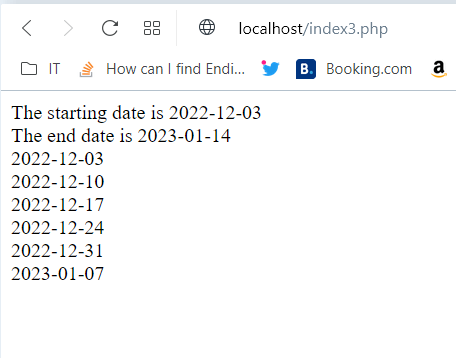 localhost/index3.php
IT How can I find Endi... B. Booking.com a
The starting date is 2022-12-03
The end date is 2023-01-14
2022-12-03
2022-12-10
2022-12-17
2022-12-24
2022-12-31
2023-01-07